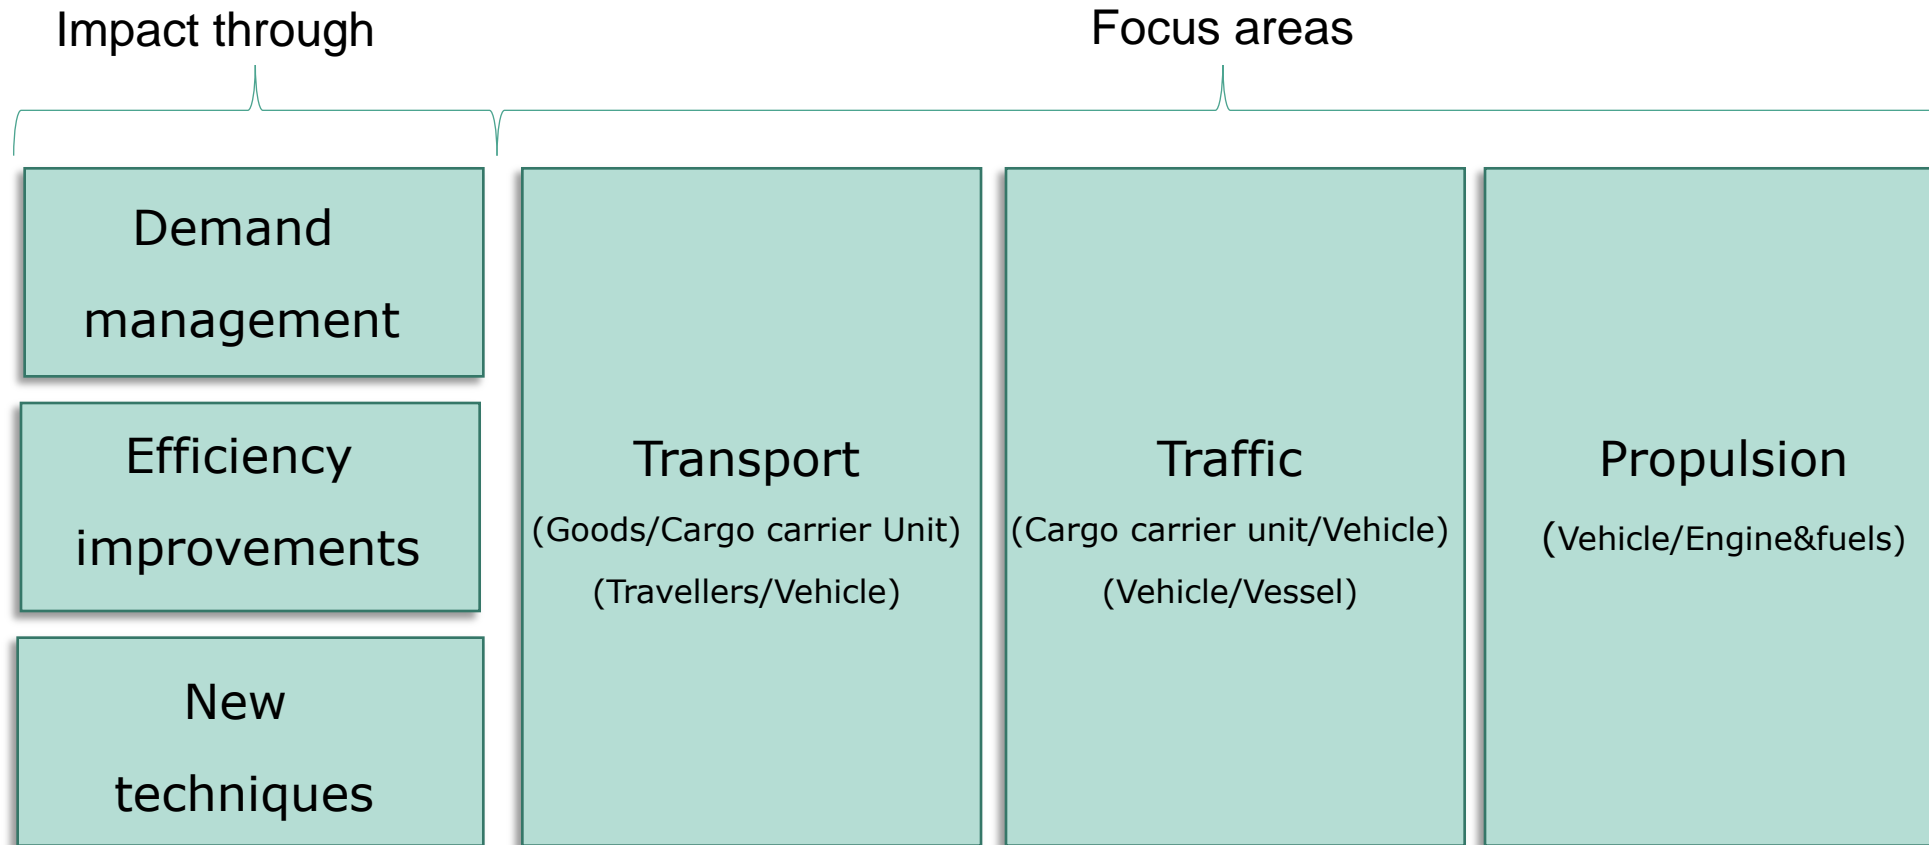 Impact through
Focus areas
Demand
management
Efficiency
improvements
New
techniques
Transport
(Goods/Cargo carrier Unit)
(Travellers/Vehicle)
Traffic
(Cargo carrier unit/Vehicle)
(Vehicle/Vessel)
Propulsion
(Vehicle/Engine&fuels)